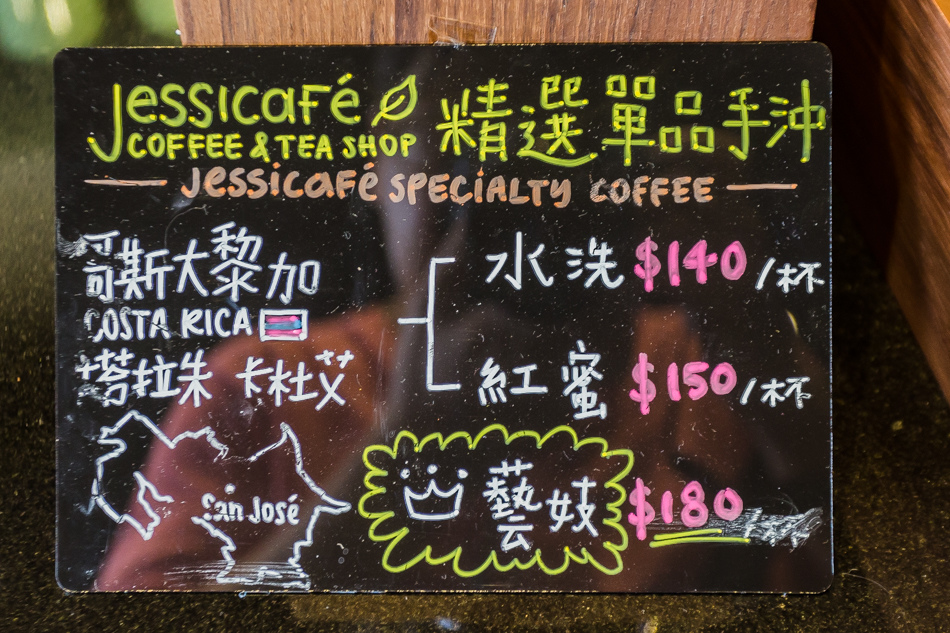 Jessicafé 精選單品手沖
COFFEE & TEA SHOP
Jessicafé SPECIALTY COFFEE
哥斯大黎加
COSTA RICA
塔拉珠 卡杜艾
水洗 $140 /杯
紅蜜 $150 /杯
San José
藝妓 $180